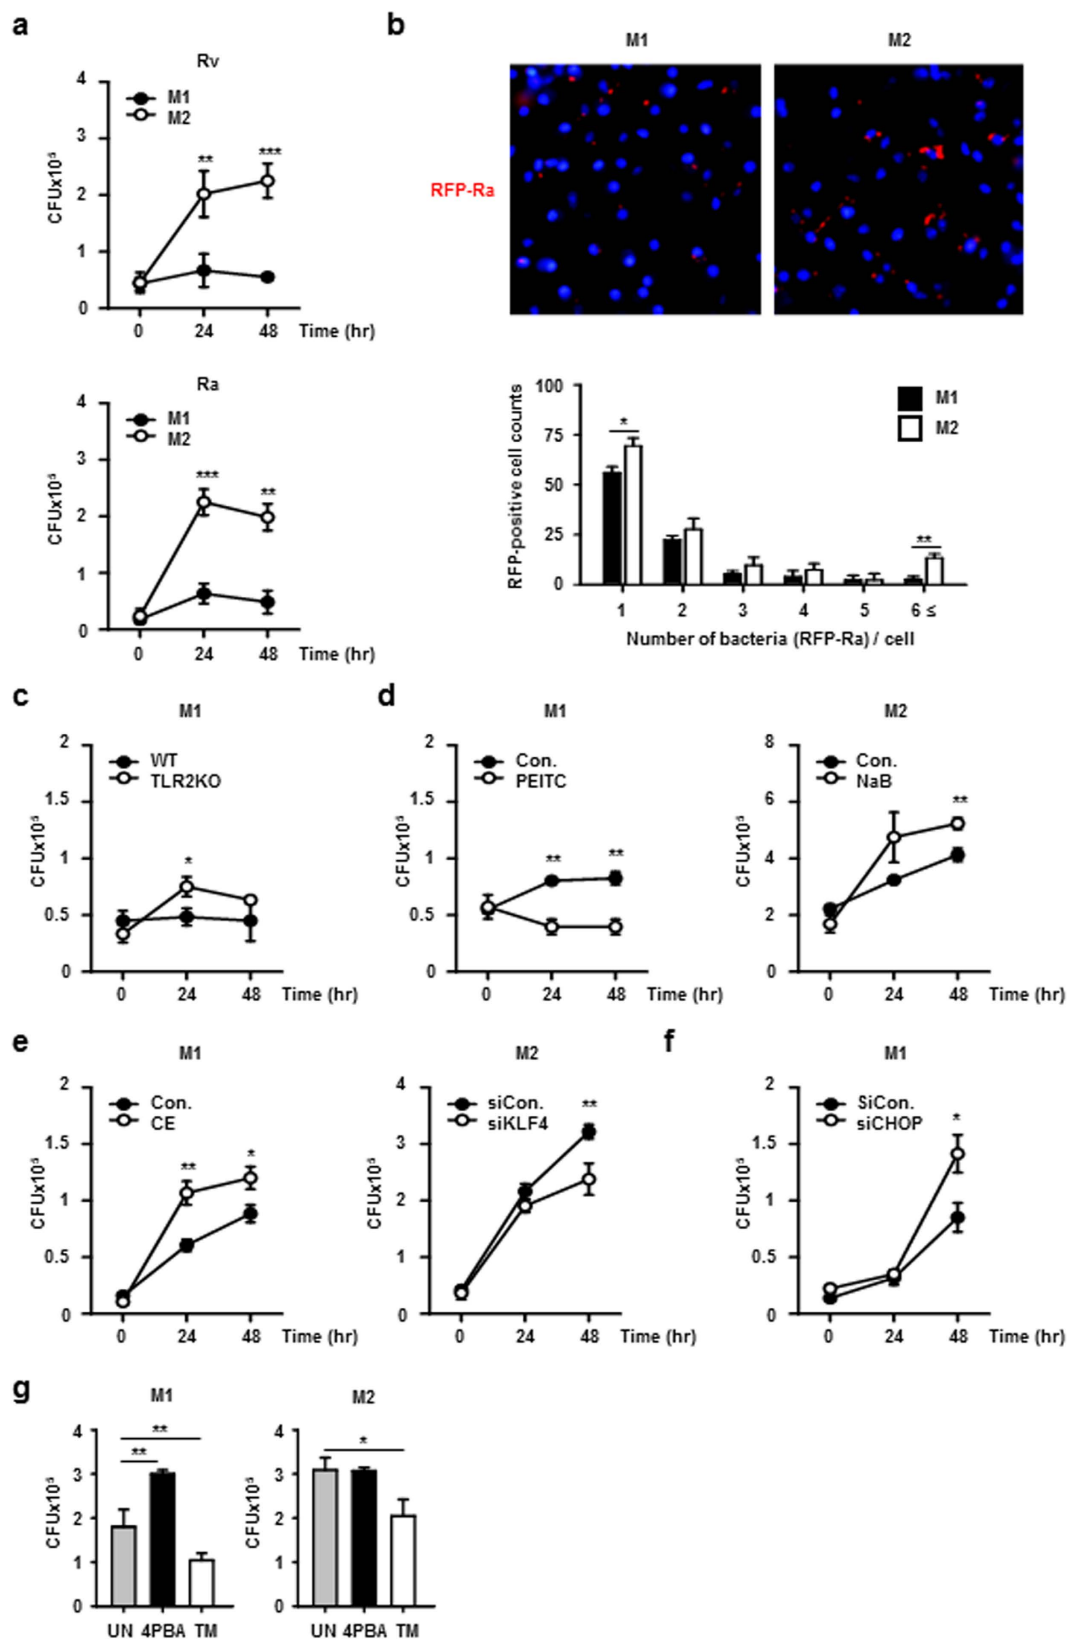 a
Rv
M1
M2
CFUx10⁵
4
3
2
1
0
**
***
0 24 48 Time (hr)
Ra
M1
M2
CFUx10⁵
4
3
2
1
0
***
**
0 24 48 Time (hr)
b
M1 M2
RFP-Ra
RFP-positive cell counts
100
75
50
25
0
M1
M2
*
**
1 2 3 4 5 6 ≤
Number of bacteria (RFP-Ra) / cell
c
M1
WT
TLR2KO
CFUx10⁵
2
1.5
1
0.5
0
*
0 24 48 Time (hr)
d
M1
Con.
PEITC
CFUx10⁵
2
1.5
1
0.5
0
** **
0 24 48 Time (hr)
M2
Con.
NaB
CFUx10⁵
8
6
4
2
0
**
0 24 48 Time (hr)
e
M1
Con.
CE
CFUx10⁵
2
1.5
1
0.5
0
** *
0 24 48 Time (hr)
M2
siCon.
siKLF4
CFUx10⁵
4
3
2
1
0
**
0 24 48 Time (hr)
f
M1
SiCon.
siCHOP
CFUx10⁵
2
1.5
1
0.5
0
*
0 24 48 Time (hr)
g
M1
CFUx10⁵
4
3
2
1
0
**
**
UN 4PBA TM
M2
CFUx10⁵
4
3
2
1
0
*
UN 4PBA TM